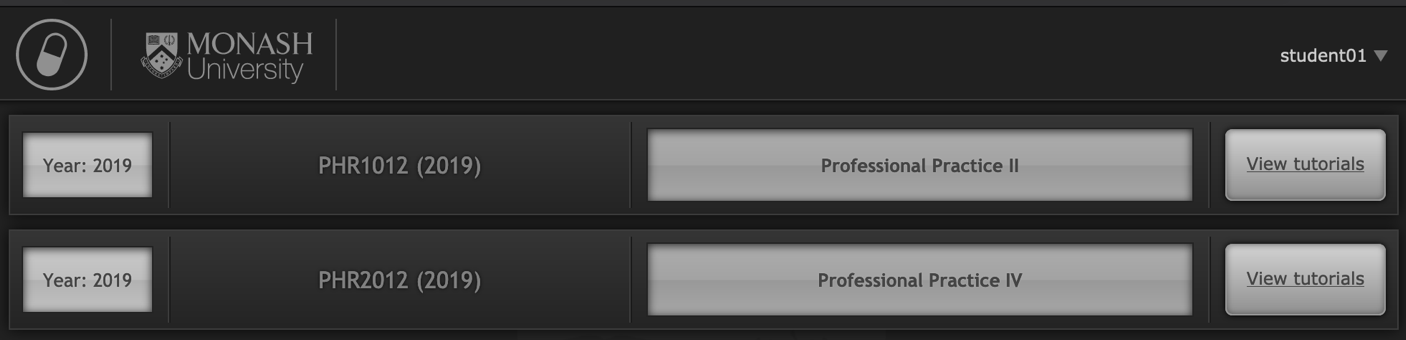 MONASH
University
student01
Year: 2019
PHR1012 (2019)
Professional Practice II
View tutorials
Year: 2019
PHR2012 (2019)
Professional Practice IV
View tutorials